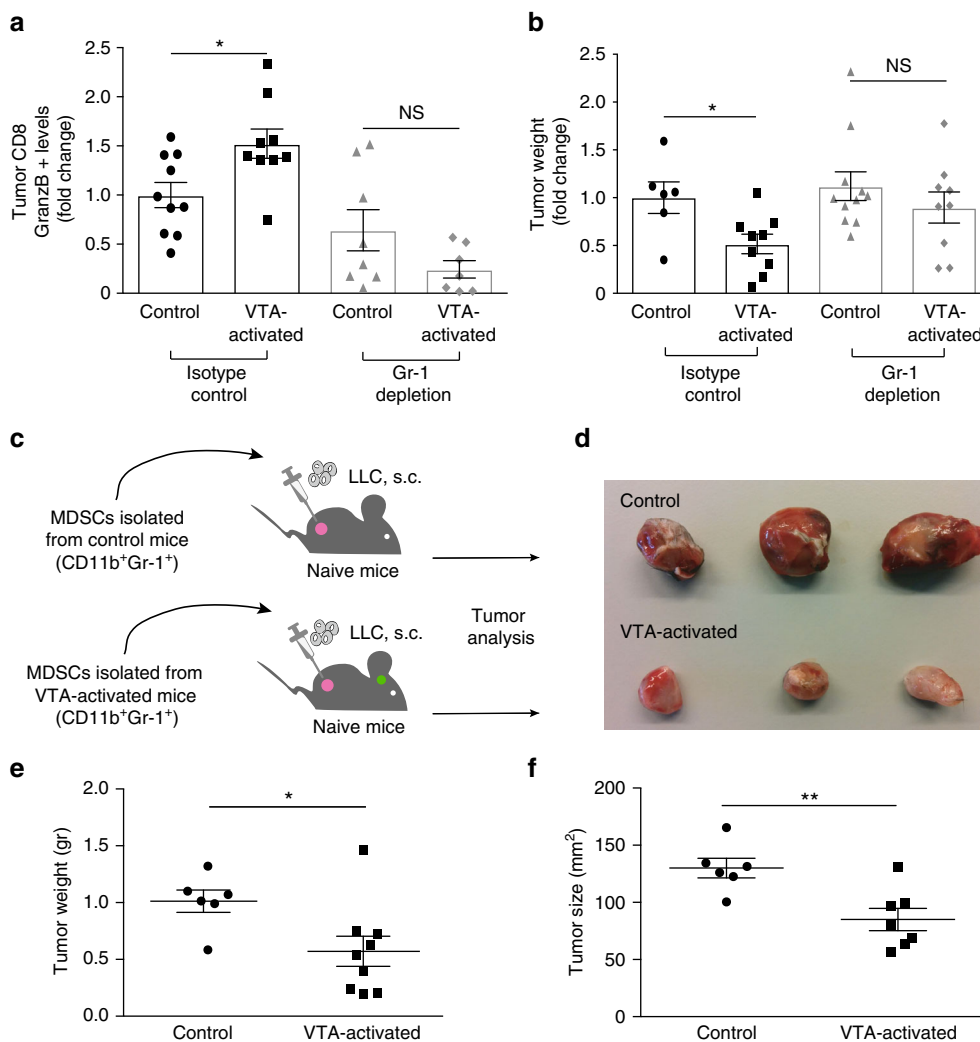 a
Tumor CD8
GranzB + levels
(fold change)
2.5
2.0
1.5
1.0
0.5
0
*
NS
Control
VTA-
activated
Control
VTA-
activated
Isotype
control
Gr-1
depletion
b
Tumor weight
(fold change)
2.5
2.0
1.5
1.0
0.5
0
*
NS
Control
VTA-
activated
Control
VTA-
activated
Isotype
control
Gr-1
depletion
c
MDSCs isolated
from control mice
(CD11b⁺Gr-1⁺)
LLC, s.c.
Naive mice
MDSCs isolated from
VTA-activated mice
(CD11b⁺Gr-1⁺)
LLC, s.c.
Naive mice
Tumor
analysis
d
Control
VTA-activated
e
Tumor weight (gr)
2.0
1.5
1.0
0.5
0.0
*
Control
VTA-activated
f
Tumor size (mm²)
200
150
100
50
0
**
Control
VTA-activated